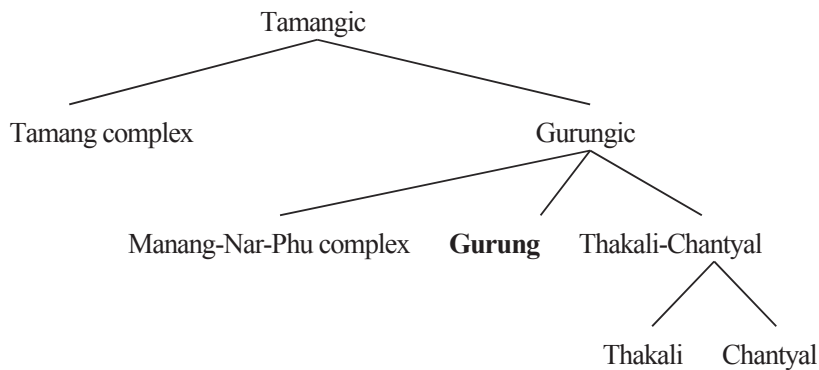 Tamangic
Tamang complex Gurungic
Manang-Nar-Phu complex Gurung Thakali-Chantyal
Thakali Chantyal